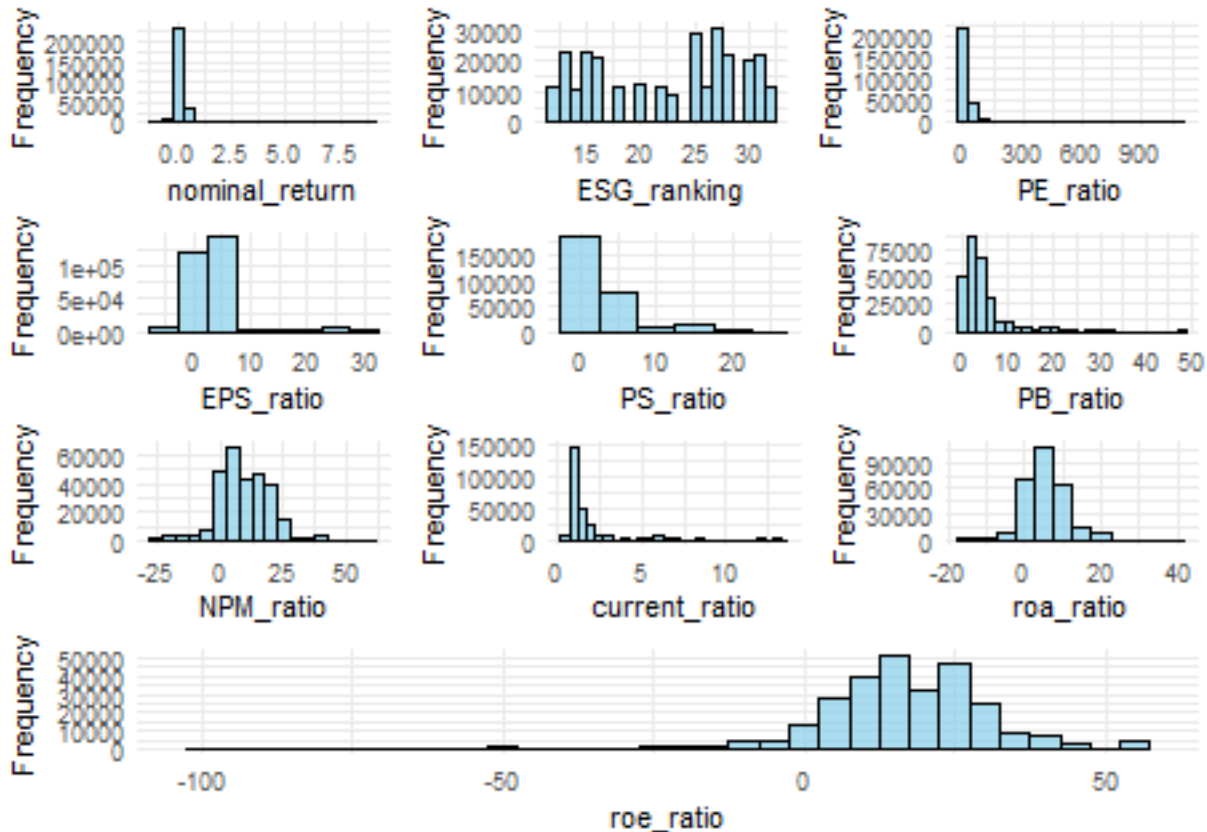 Frequency
200000
150000
100000
50000
0
0.0 2.5 5.0 7.5
nominal_return
Frequency
30000
20000
10000
0
15 20 25 30
ESG_ranking
Frequency
200000
150000
100000
50000
0
0 300 600 900
PE_ratio
Frequency
1e+05
5e+04
0e+00
0 10 20 30
EPS_ratio
Frequency
150000
100000
50000
0
0 10 20
PS_ratio
Frequency
75000
50000
25000
0
0 10 20 30 40 50
PB_ratio
Frequency
60000
40000
20000
0
-25 0 25 50
NPM_ratio
Frequency
150000
100000
50000
0
0 5 10
current_ratio
Frequency
90000
60000
30000
0
-20 0 20 40
roa_ratio
Frequency
50000
40000
30000
20000
10000
0
-100 -50 0 50
roe_ratio